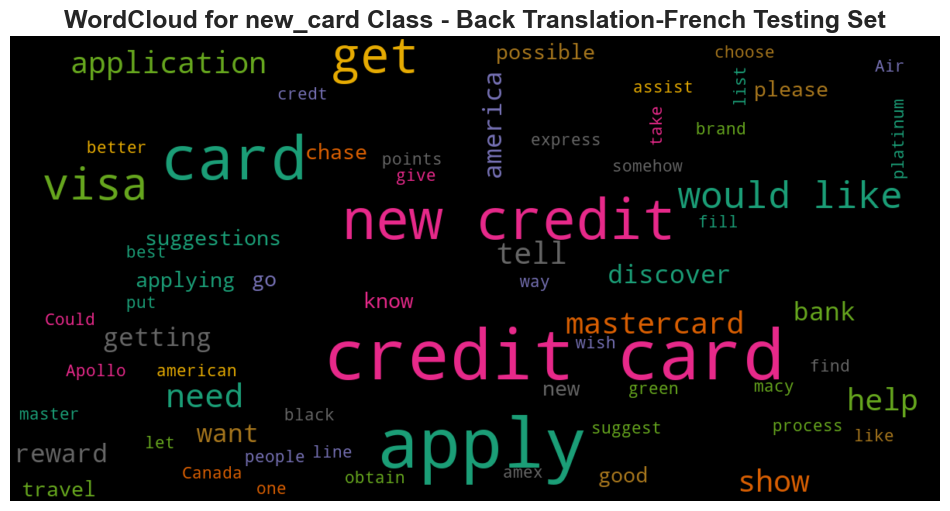 WordCloud for new_card Class - Back Translation-French Testing Set
get
possible
choose
application
Air
credt
america
assist
list
please
platinum
take
brand
express
better
chase
card
points
somehow
give
visa
would like
new credit
fill
suggestions
tell
best
discover
applying
go
way
put
know
Could
mastercard
bank
getting
wish
credit card
find
Apollo
american
need
new
green
macy
help
master
black
want
let
apply
suggest
process
like
reward
people
line
Canada
amex
obtain
good
show
travel
one